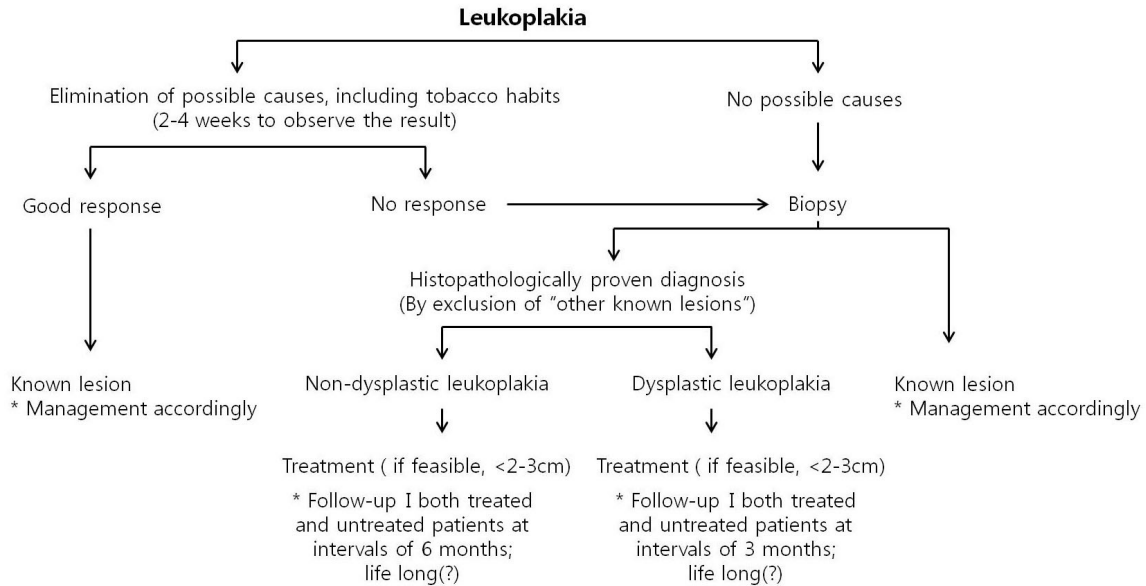 Leukoplakia
Elimination of possible causes, including tobacco habits
(2-4 weeks to observe the result)
No possible causes
Good response
No response
Biopsy
Histopathologically proven diagnosis
(By exclusion of “other known lesions”)
Known lesion
* Management accordingly
Non-dysplastic leukoplakia
Dysplastic leukoplakia
Known lesion
* Management accordingly
Treatment ( if feasible, <2-3cm)
* Follow-up I both treated
and untreated patients at
intervals of 6 months;
life long(?)
Treatment ( if feasible, <2-3cm)
* Follow-up I both treated
and untreated patients at
intervals of 3 months;
life long(?)